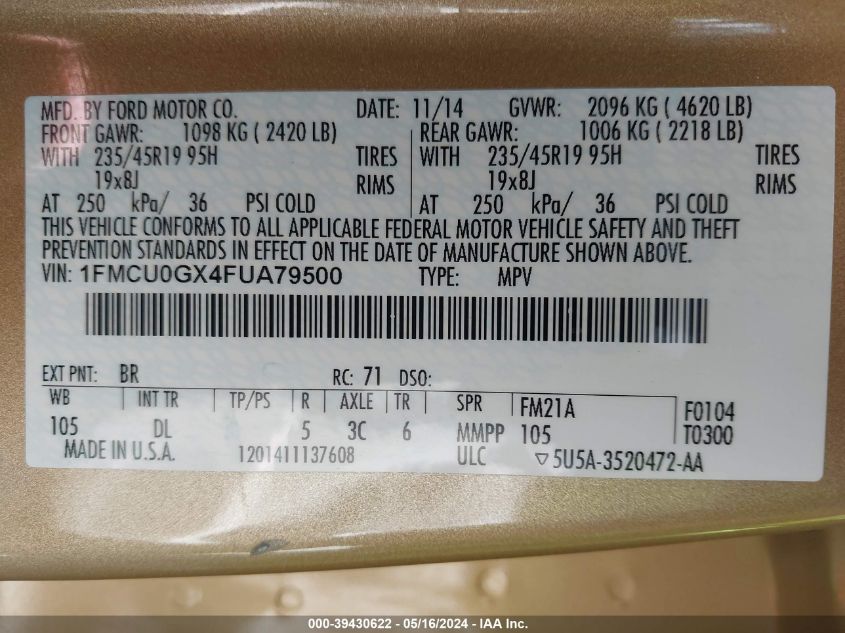 MFD. BY FORD MOTOR CO. DATE: 11/14 GVWR: 2096 KG ( 4620 LB)
FRONT GAWR: 1098 KG ( 2420 LB) REAR GAWR: 1006 KG ( 2218 LB)
WITH 235/45R19 95H TIRES WITH 235/45R19 95H TIRES
19x8J RIMS 19x8J RIMS
AT 250 kPa/ 36 PSI COLD AT 250 kPa/ 36 PSI COLD
THIS VEHICLE CONFORMS TO ALL APPLICABLE FEDERAL MOTOR VEHICLE SAFETY AND THEFT
PREVENTION STANDARDS IN EFFECT ON THE DATE OF MANUFACTURE SHOWN ABOVE.
VIN: 1FMCU0GX4FUA79500 TYPE: MPV
EXT PNT: BR RC: 71 DSO:
WB INT TR TP/PS R AXLE TR SPR FM21A F0104
105 DL 5 3C 6 MMPP 105 T0300
MADE IN U.S.A. 1201411137608 ULC ▽5U5A-3520472-AA
000-39430622 - 05/16/2024 - IAA Inc.